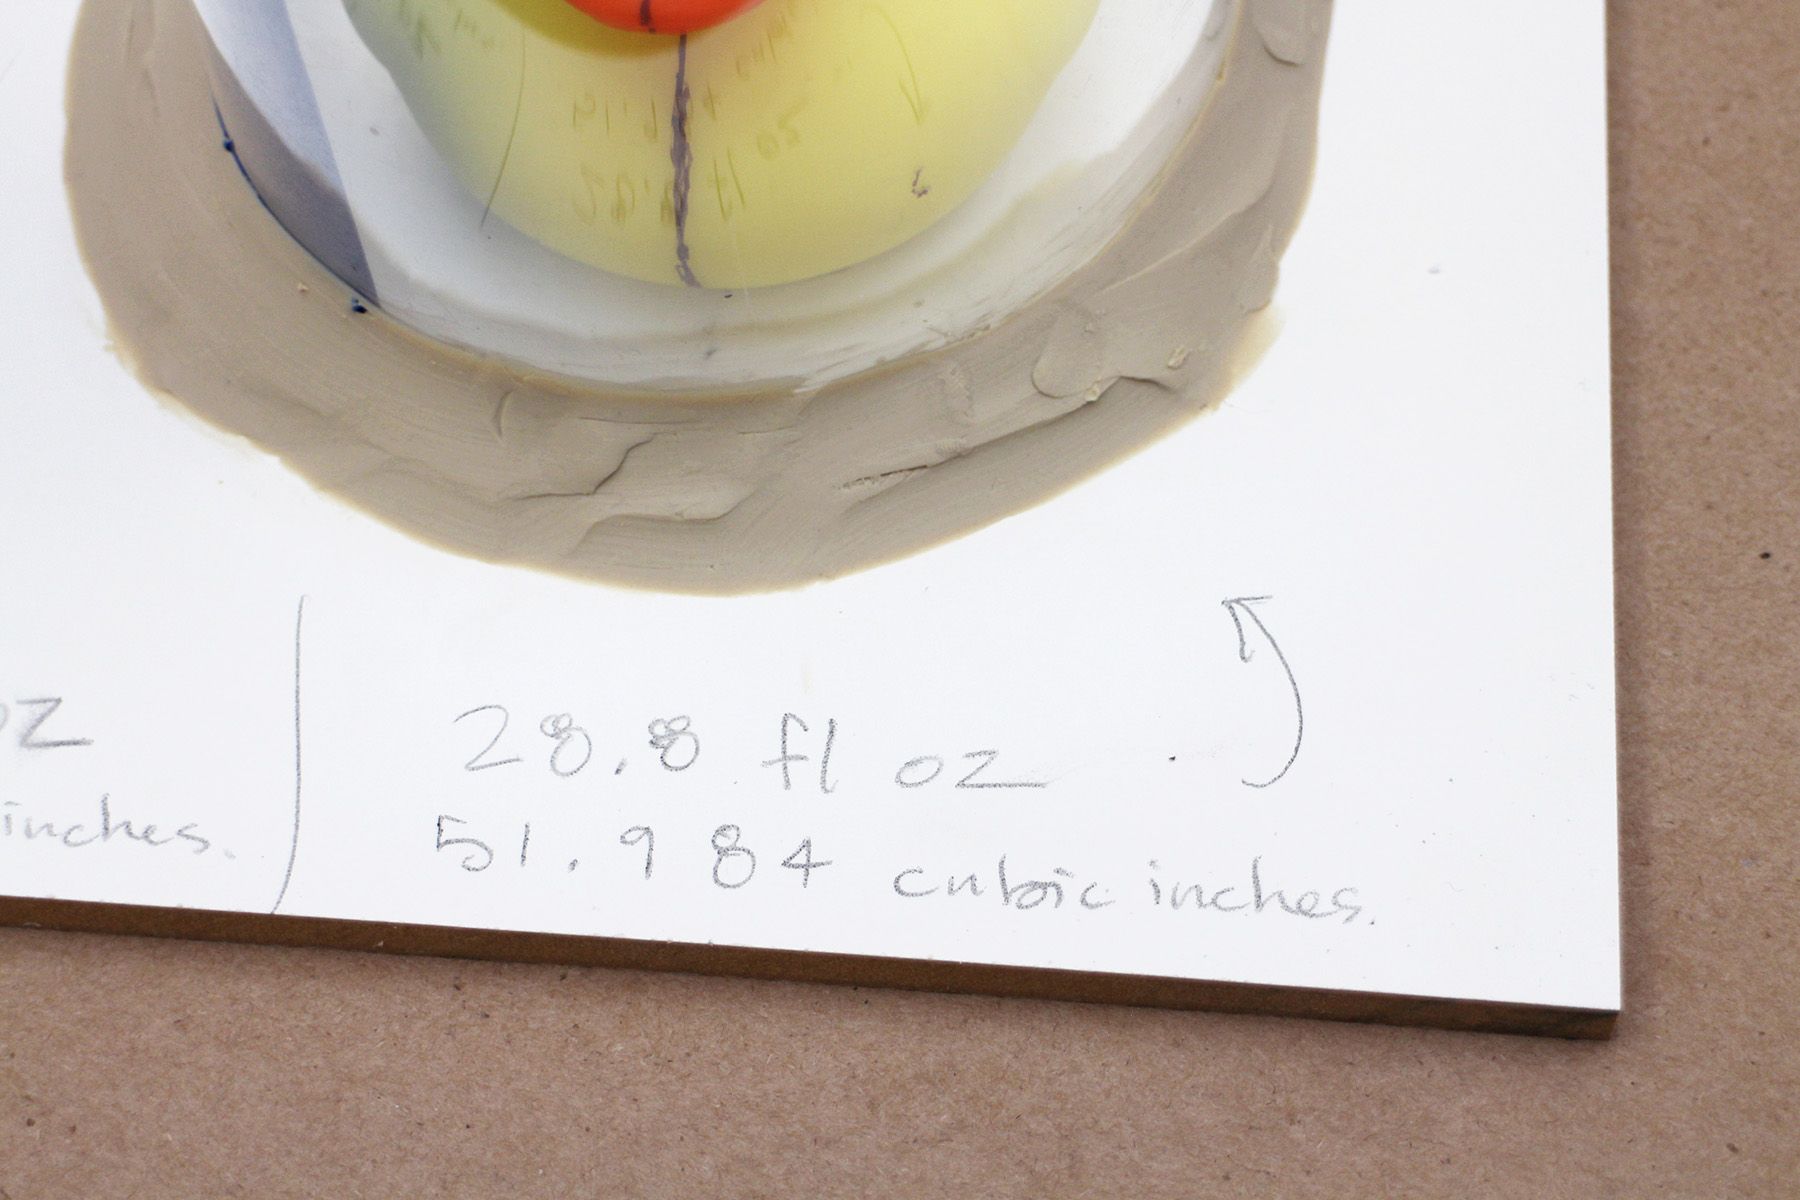 oz
inches.
28.8 fl oz
51.984 cubic inches.